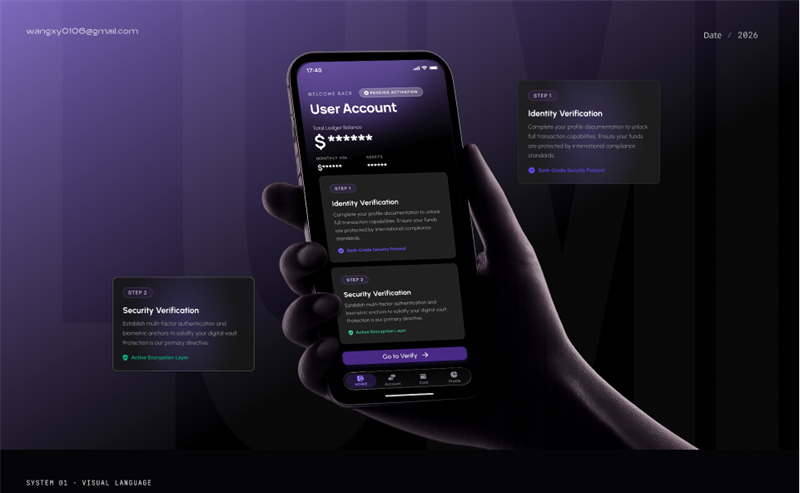 wangxy0106@gmail.com
Date / 2026
17:40
WELCOME BACK
PENDING ACTIVATION
User Account
Total Ledger Balance
$******
ASSETS
$******
******
STEP 1
Identity Verification
Complete your profile documentation to unlock
full transaction capabilities. Ensure your funds
are protected by international compliance
standards.
Bank-Grade Security Protocol
STEP 2
Security Verification
Establish multi-factor authentication and
biometric anchors to solidify your digital vault.
Protection is our primary directive.
Active Encryption Layer
Go to Verify →
Home
Account
Card
Profile
STEP 1
Identity Verification
Complete your profile documentation to unlock
full transaction capabilities. Ensure your funds
are protected by international compliance
standards.
Bank-Grade Security Protocol
STEP 2
Security Verification
Establish multi-factor authentication and
biometric anchors to solidify your digital vault.
Protection is our primary directive.
Active Encryption Layer
SYSTEM 01 · VISUAL LANGUAGE